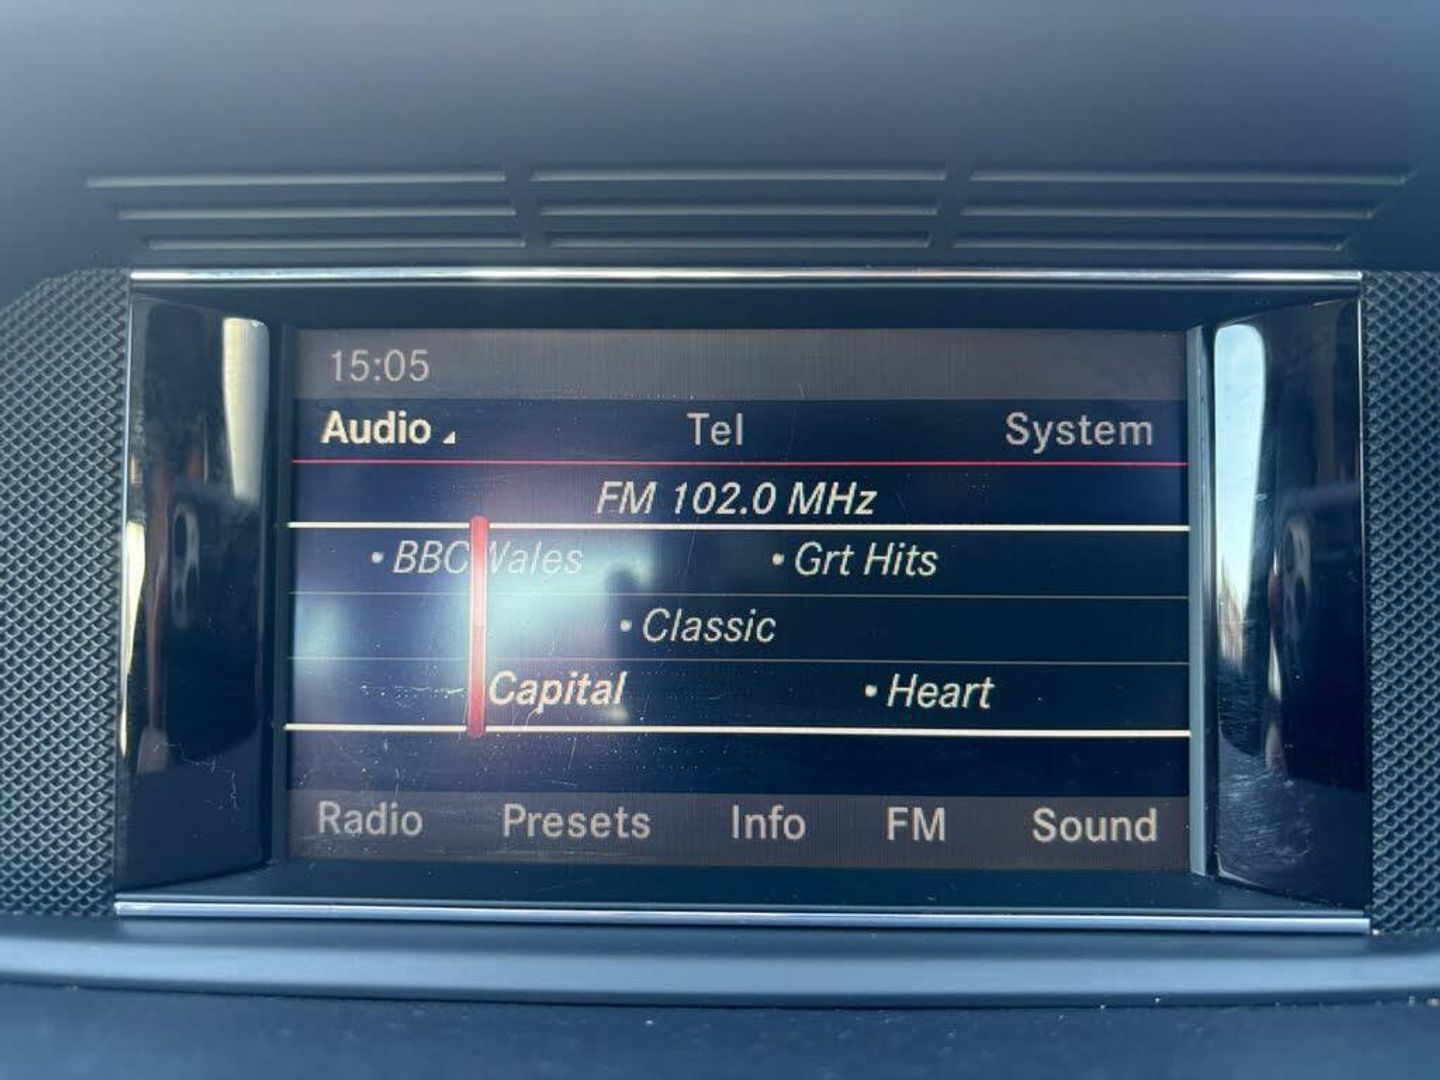 15:05
Audio Tel System
FM 102.0 MHz
• BBC Wales • Grt Hits
• Classic
Capital • Heart
Radio Presets Info FM Sound